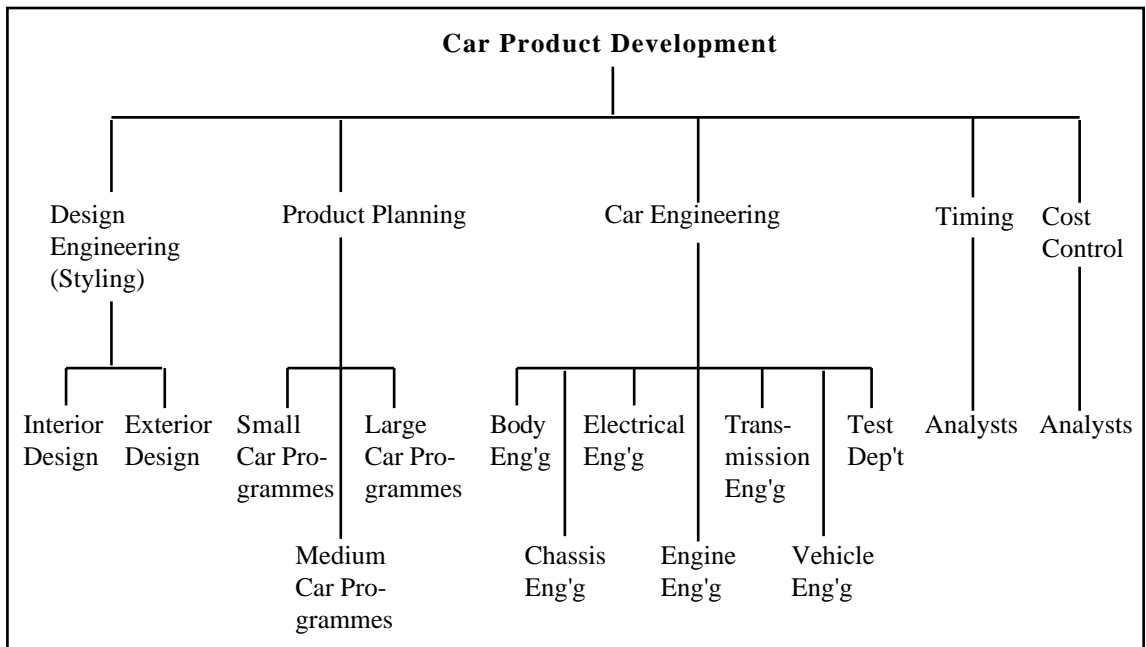 Car Product Development
Design
Engineering
(Styling)
Product Planning
Car Engineering
Timing
Cost
Control
Interior
Design
Exterior
Design
Small
Car Pro-
grammes
Large
Car Pro-
grammes
Body
Eng'g
Electrical
Eng'g
Trans-
mission
Eng'g
Test
Dep't
Analysts
Analysts
Medium
Car Pro-
grammes
Chassis
Eng'g
Engine
Eng'g
Vehicle
Eng'g